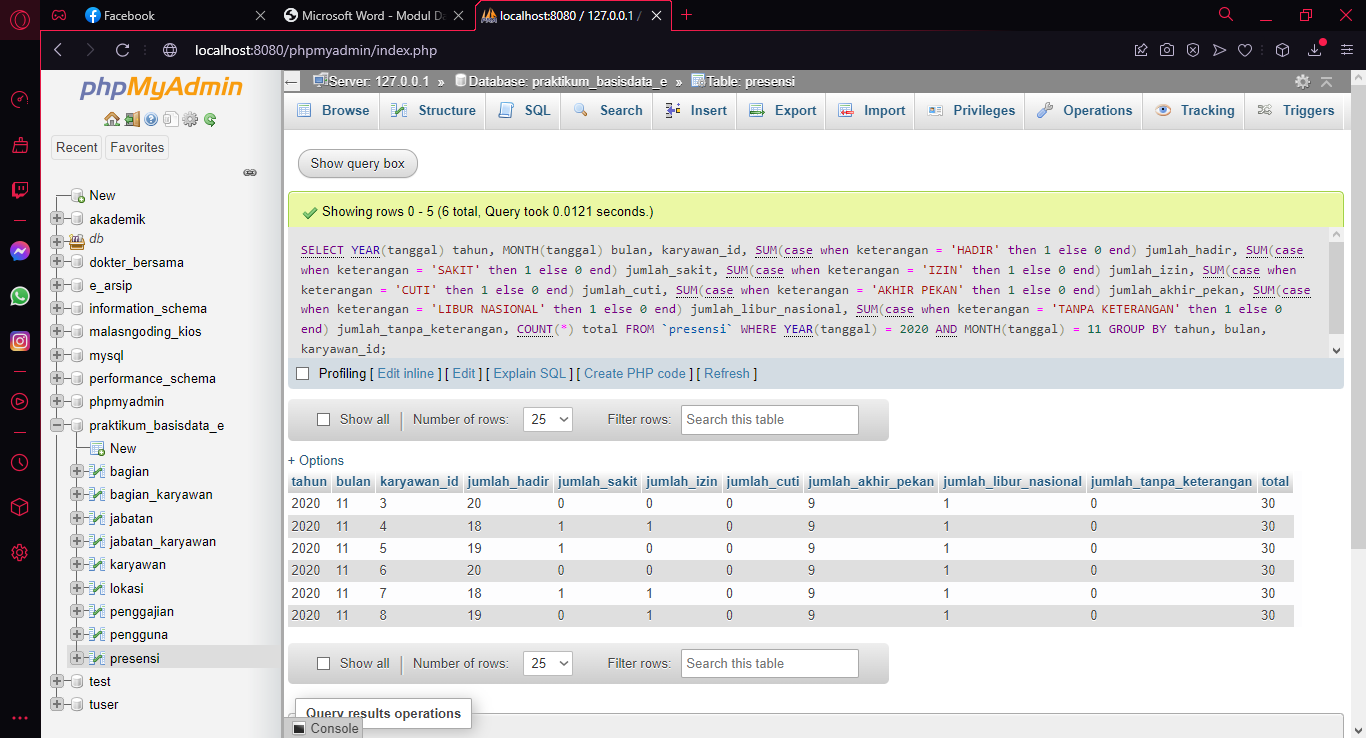 Facebook
Microsoft Word - Modul Da
localhost:8080 / 127.0.0.1 /
localhost:8080/phpmyadmin/index.php
phpMyAdmin
Recent
Favorites
New
akademik
db
dokter_bersama
e_arsip
information_schema
malasngoding_kios
mysql
performance_schema
phpmyadmin
praktikum_basisdata_e
New
bagian
bagian_karyawan
jabatan
jabatan_karyawan
karyawan
lokasi
penggajian
pengguna
presensi
test
tuser
Server: 127.0.0.1 » Database: praktikum_basisdata_e » Table: presensi
Browse Structure SQL Search Insert Export Import Privileges Operations Tracking Triggers
Show query box
Showing rows 0 - 5 (6 total, Query took 0.0121 seconds.)
SELECT YEAR(tanggal) tahun, MONTH(tanggal) bulan, karyawan_id, SUM(case when keterangan = 'HADIR' then 1 else 0 end) jumlah_hadir, SUM(case
when keterangan = 'SAKIT' then 1 else 0 end) jumlah_sakit, SUM(case when keterangan = 'IZIN' then 1 else 0 end) jumlah_izin, SUM(case when
keterangan = 'CUTI' then 1 else 0 end) jumlah_cuti, SUM(case when keterangan = 'AKHIR PEKAN' then 1 else 0 end) jumlah_akhir_pekan, SUM(case
when keterangan = 'LIBUR NASIONAL' then 1 else 0 end) jumlah_libur_nasional, SUM(case when keterangan = 'TANPA KETERANGAN' then 1 else 0
end) jumlah_tanpa_keterangan, COUNT(*) total FROM `presensi` WHERE YEAR(tanggal) = 2020 AND MONTH(tanggal) = 11 GROUP BY tahun, bulan,
karyawan_id;
Profiling [ Edit inline ] [ Edit ] [ Explain SQL ] [ Create PHP code ] [ Refresh ]
Show all | Number of rows: 25 Filter rows: Search this table
+ Options
tahun bulan karyawan_id jumlah_hadir jumlah_sakit jumlah_izin jumlah_cuti jumlah_akhir_pekan jumlah_libur_nasional jumlah_tanpa_keterangan total
2020 11 3 20 0 0 0 9 1 0 30
2020 11 4 18 1 1 0 9 1 0 30
2020 11 5 19 1 0 0 9 1 0 30
2020 11 6 20 0 0 0 9 1 0 30
2020 11 7 18 1 1 0 9 1 0 30
2020 11 8 19 0 1 0 9 1 0 30
Show all | Number of rows: 25 Filter rows: Search this table
Query results operations
Console